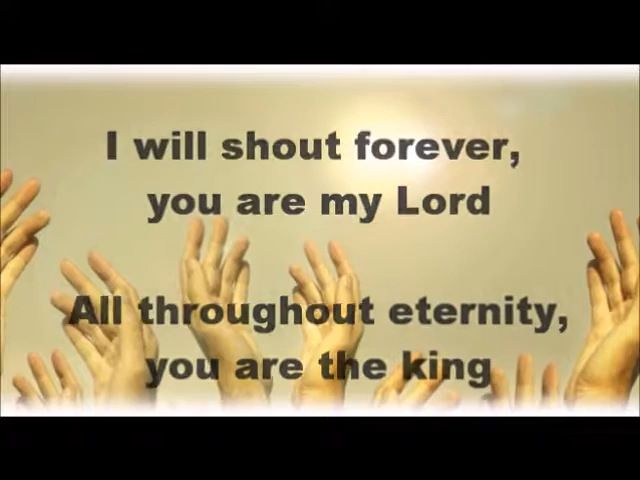 I will shout forever,
you are my Lord
All throughout eternity,
you are the king